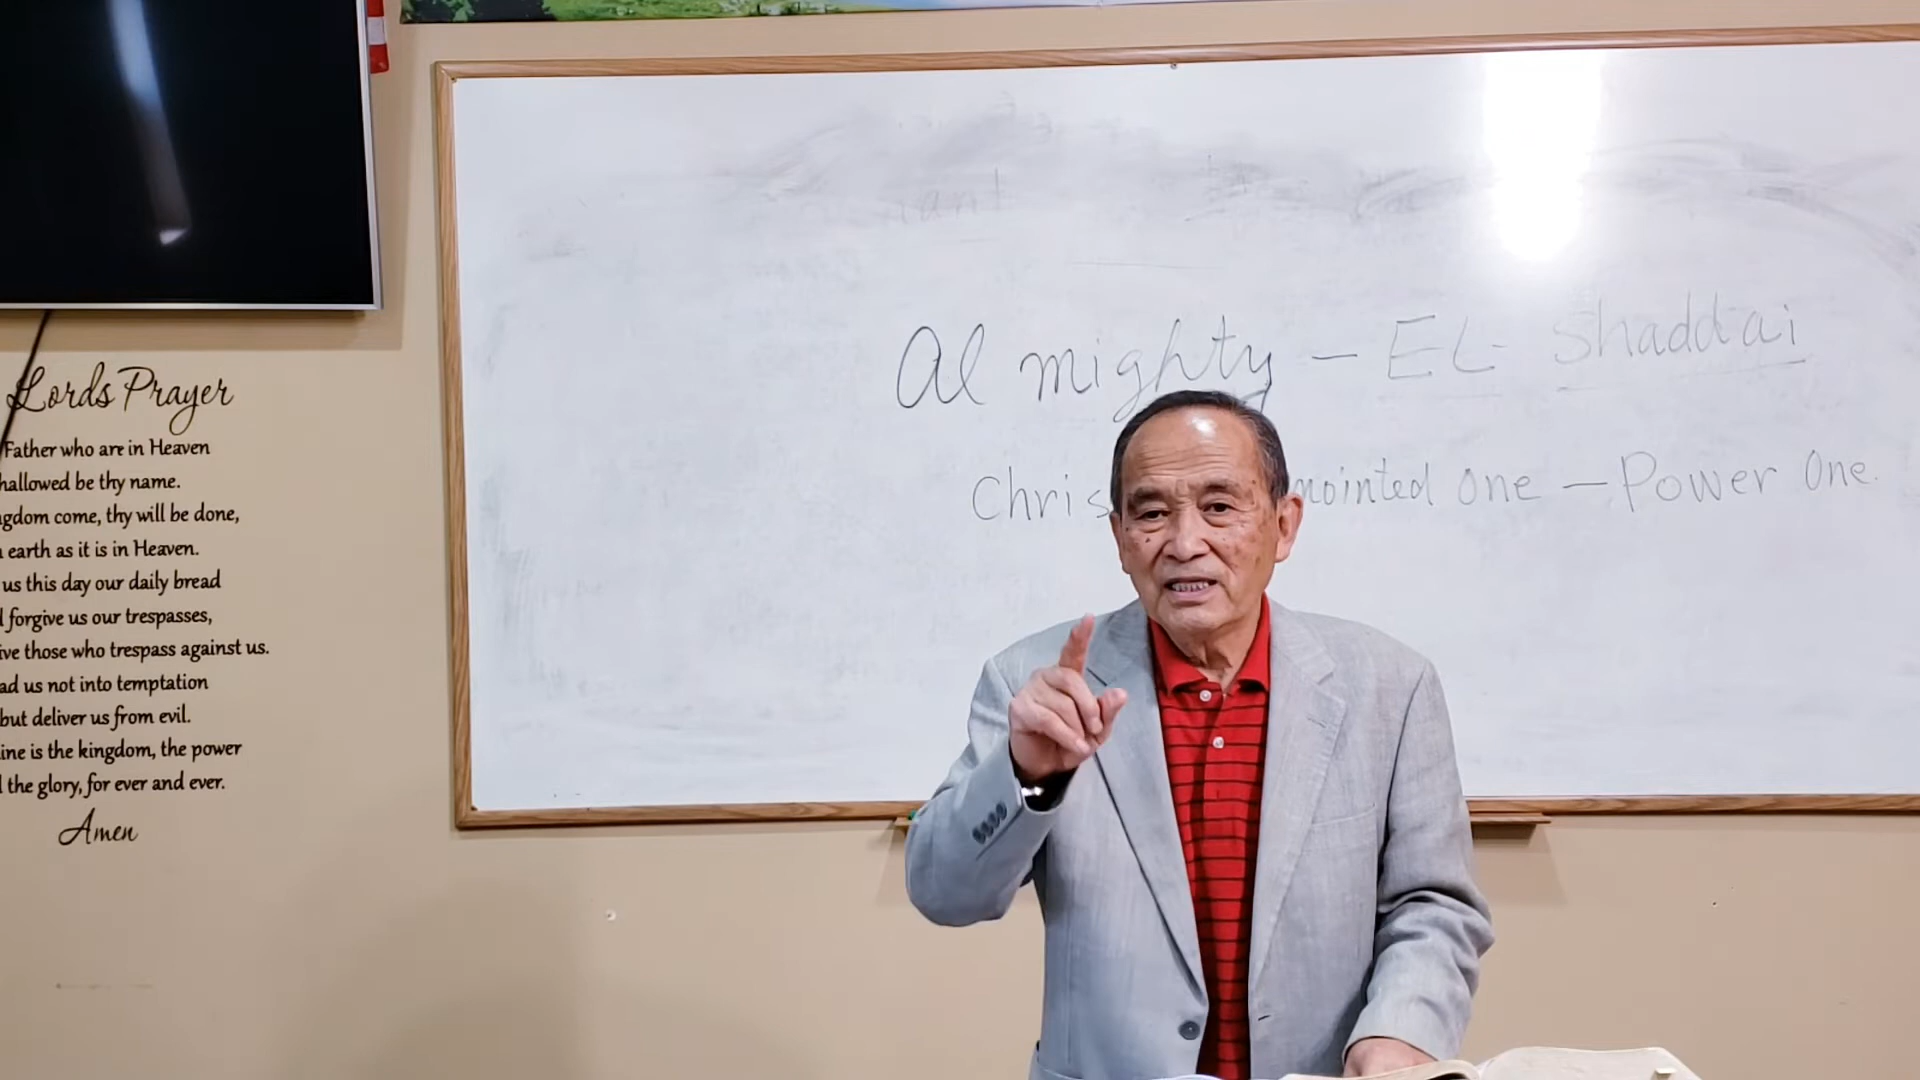 Lords Prayer
Father who are in Heaven
hallowed be thy name.
gdom come, thy will be done,
earth as it is in Heaven.
us this day our daily bread
forgive us our trespasses,
ive those who trespass against us.
ad us not into temptation
but deliver us from evil.
ine is the kingdom, the power
the glory, for ever and ever.
Amen
Al mighty — EL- Shaddai
Chris nointed One — Power One.